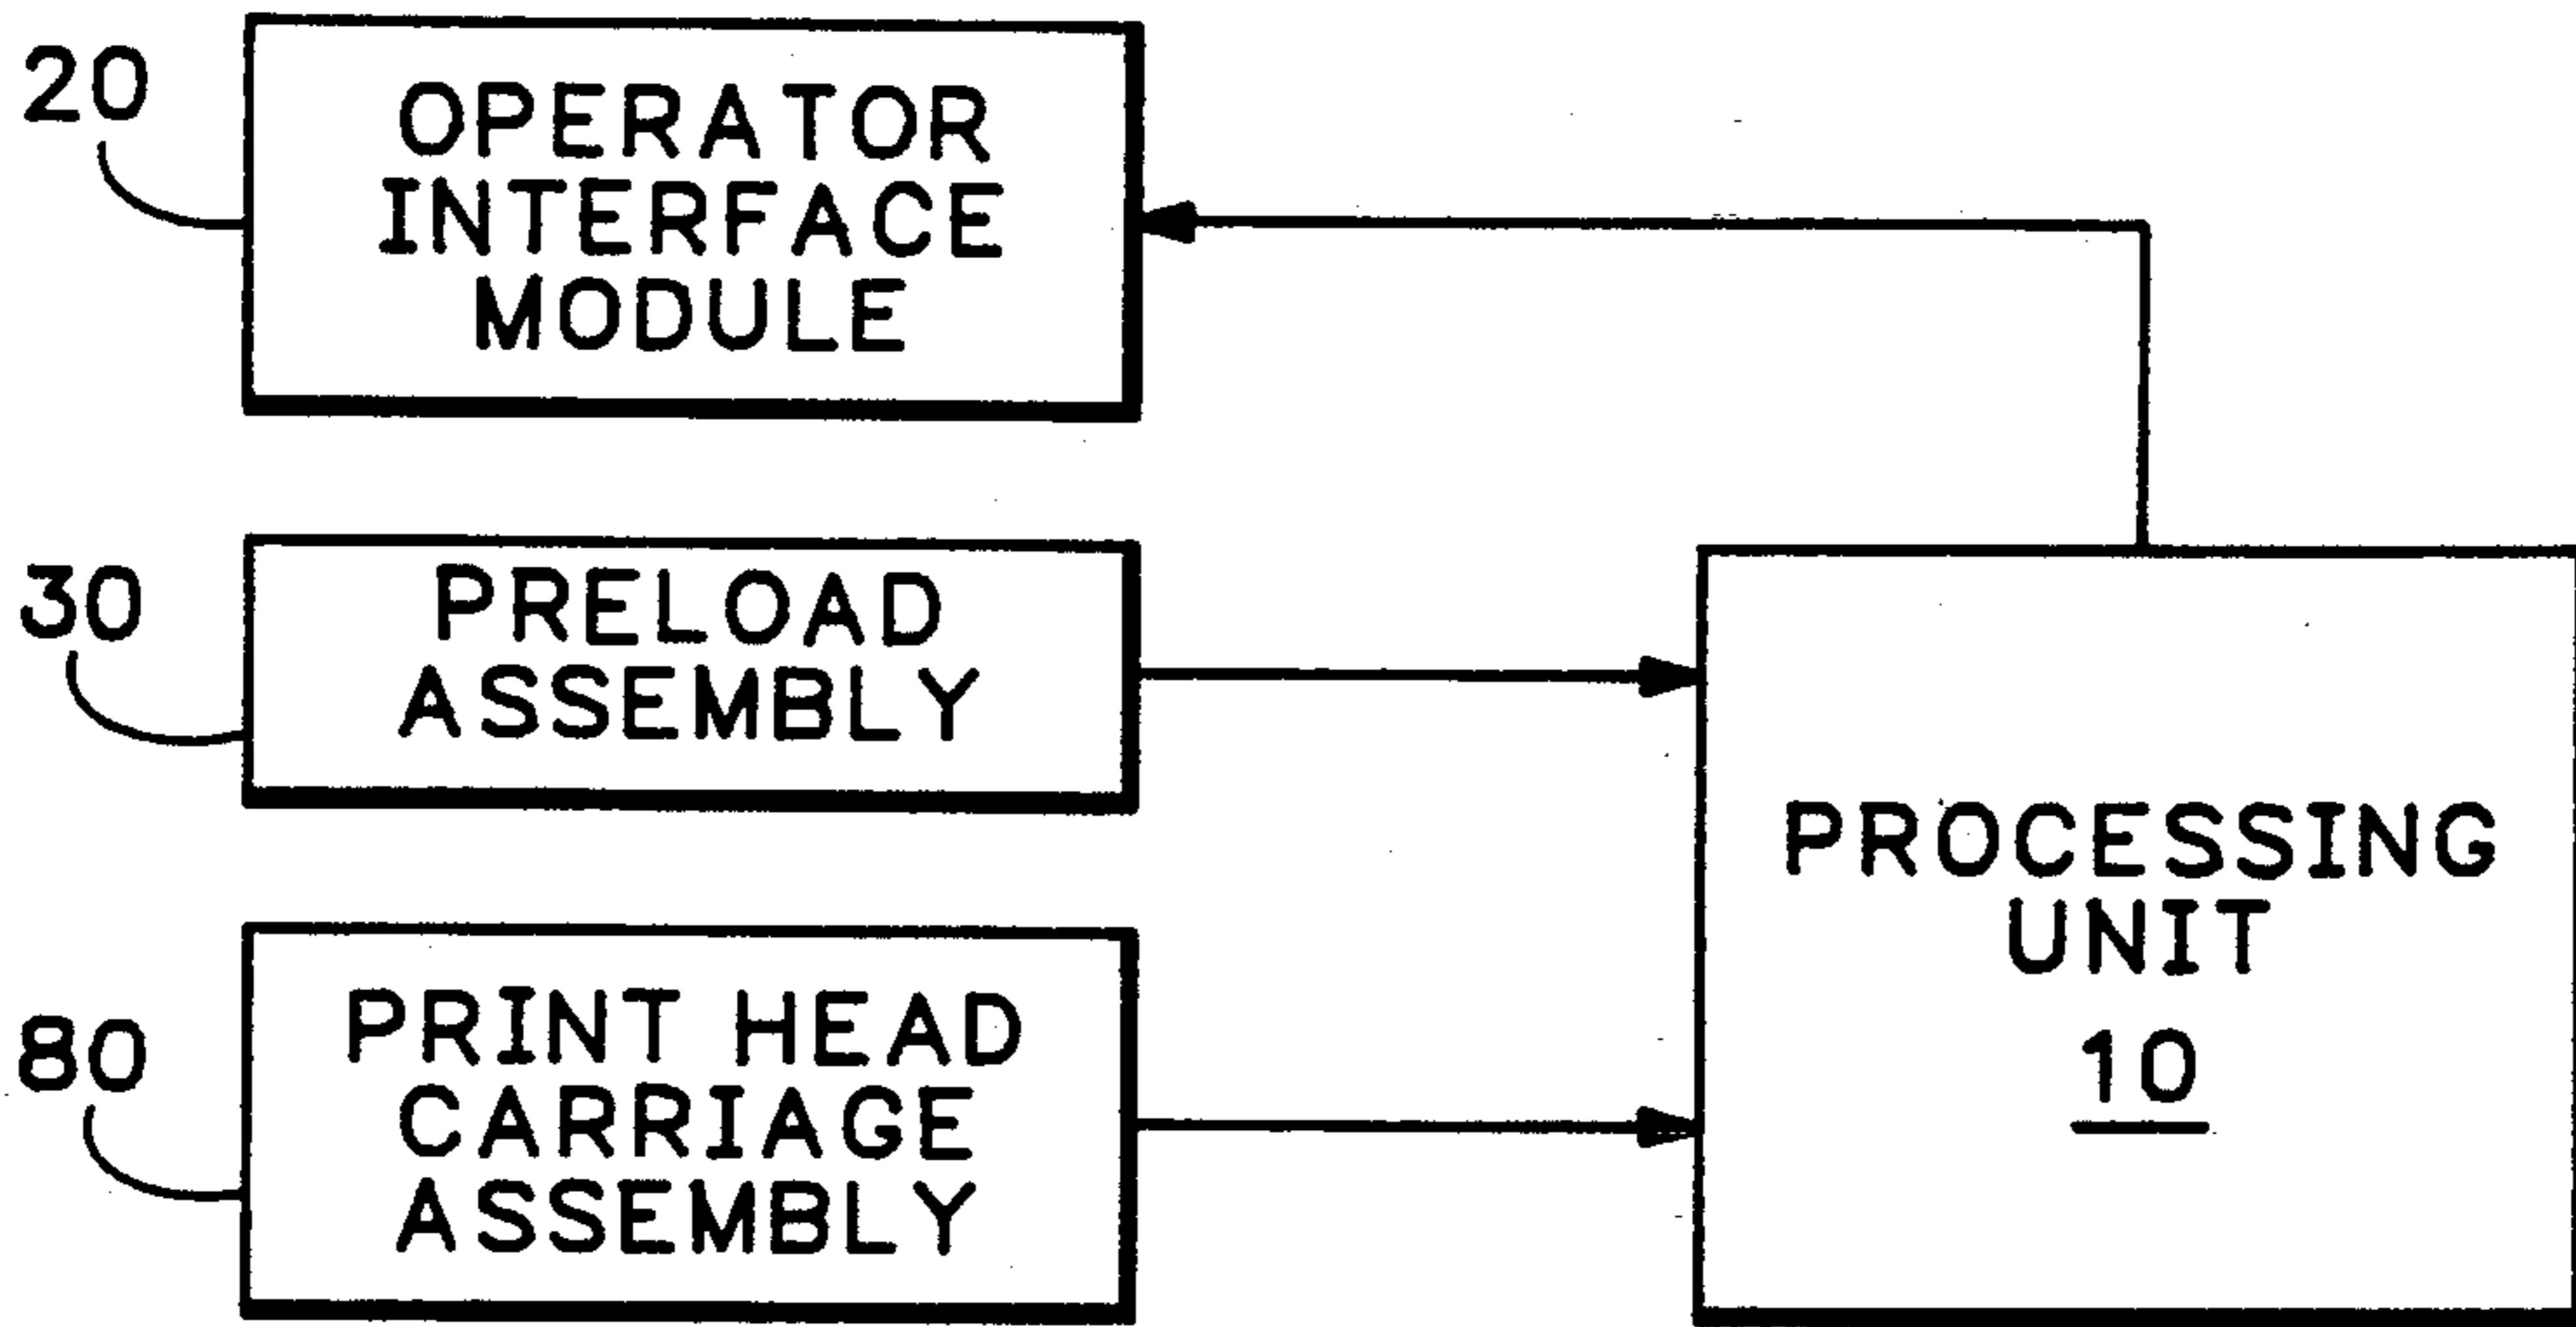 20
OPERATOR
INTERFACE
MODULE
30
PRELOAD
ASSEMBLY
80
PRINT HEAD
CARRIAGE
ASSEMBLY
PROCESSING
UNIT
10